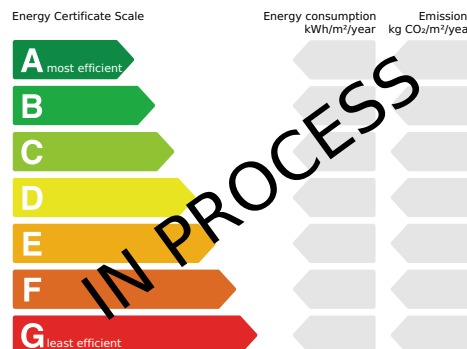 Energy Certificate Scale
Energy consumption
kWh/m²/year
Emission
kg CO₂/m²/year
A most efficient
B
C
D
E
F
G least efficient
IN PROCESS